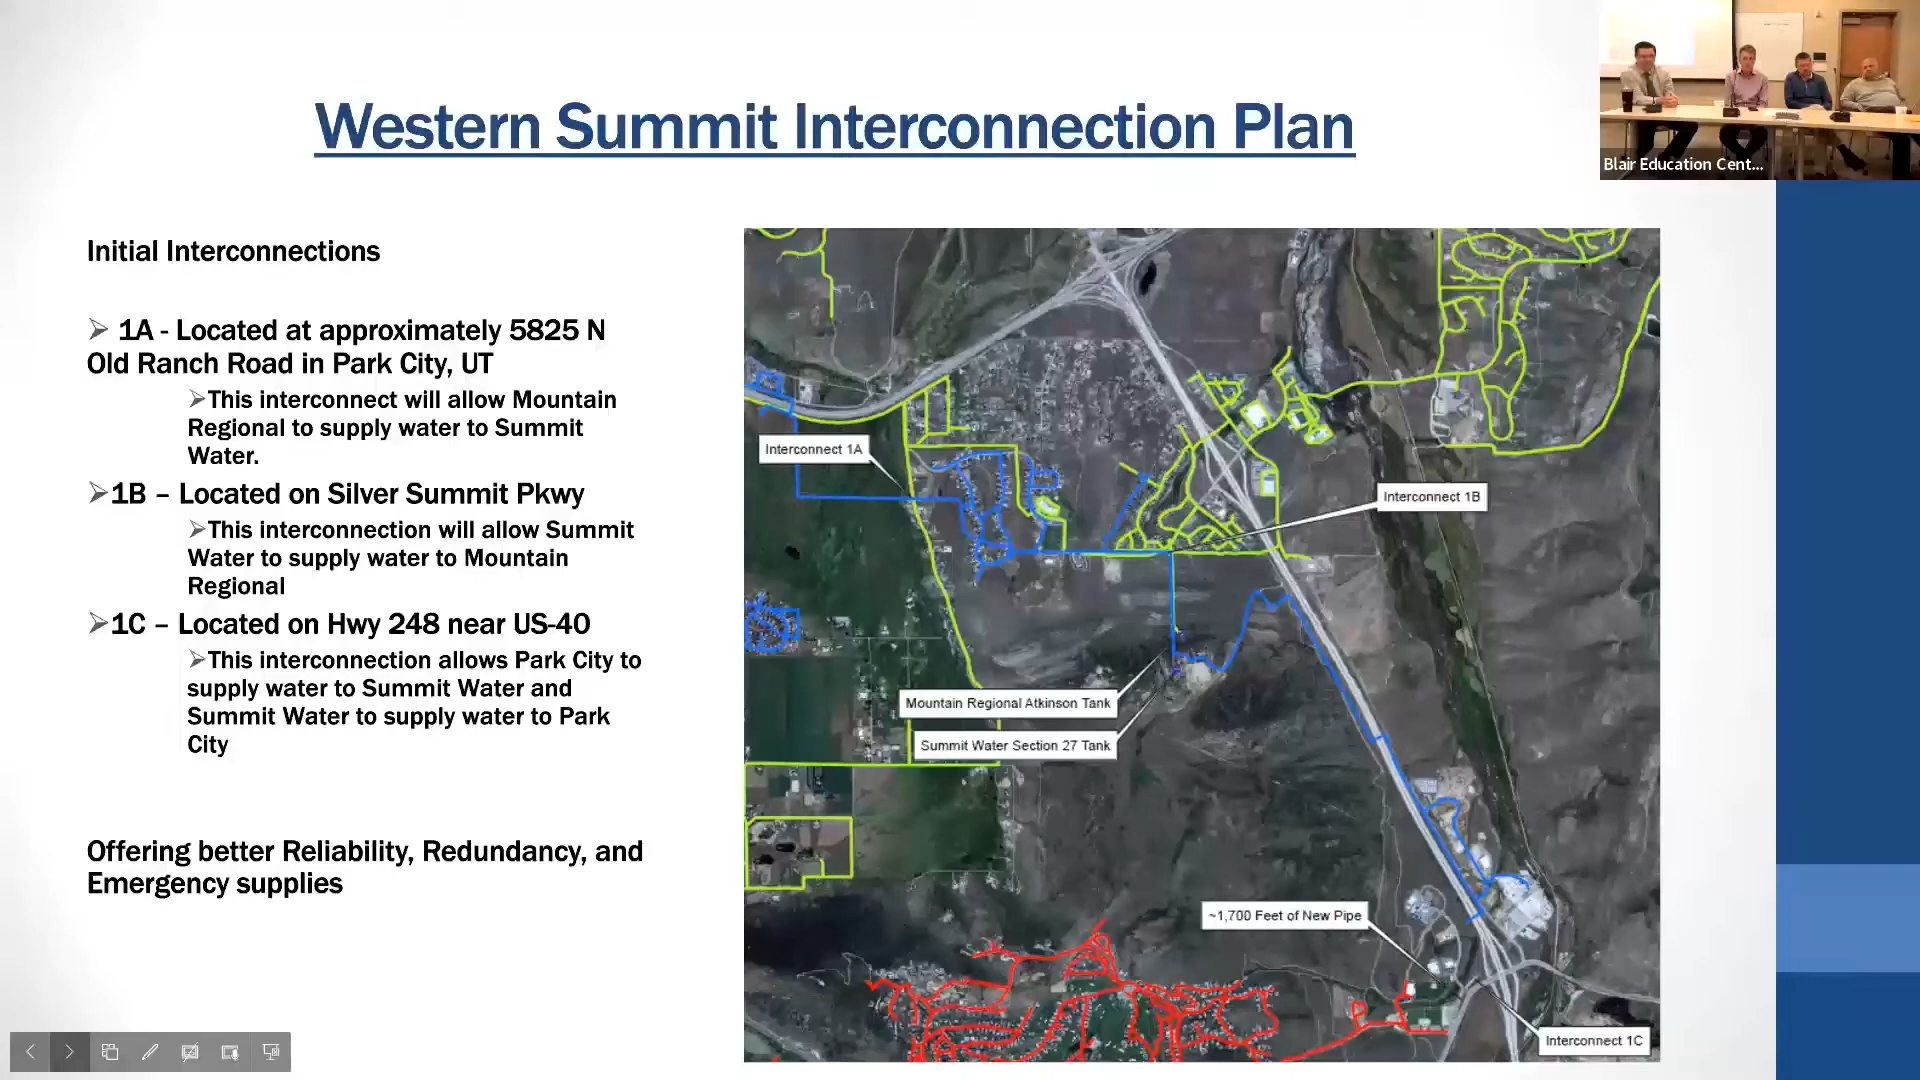 Western Summit Interconnection Plan
Blair Education Cent...
Initial Interconnections
1A - Located at approximately 5825 N
Old Ranch Road in Park City, UT
This interconnect will allow Mountain
Regional to supply water to Summit
Water.
1B – Located on Silver Summit Pkwy
This interconnection will allow Summit
Water to supply water to Mountain
Regional
1C – Located on Hwy 248 near US-40
This interconnection allows Park City to
supply water to Summit Water and
Summit Water to supply water to Park
City
Offering better Reliability, Redundancy, and
Emergency supplies
Interconnect 1A
Interconnect 1B
Mountain Regional Atkinson Tank
Summit Water Section 27 Tank
~1,700 Feet of New Pipe
Interconnect 1C